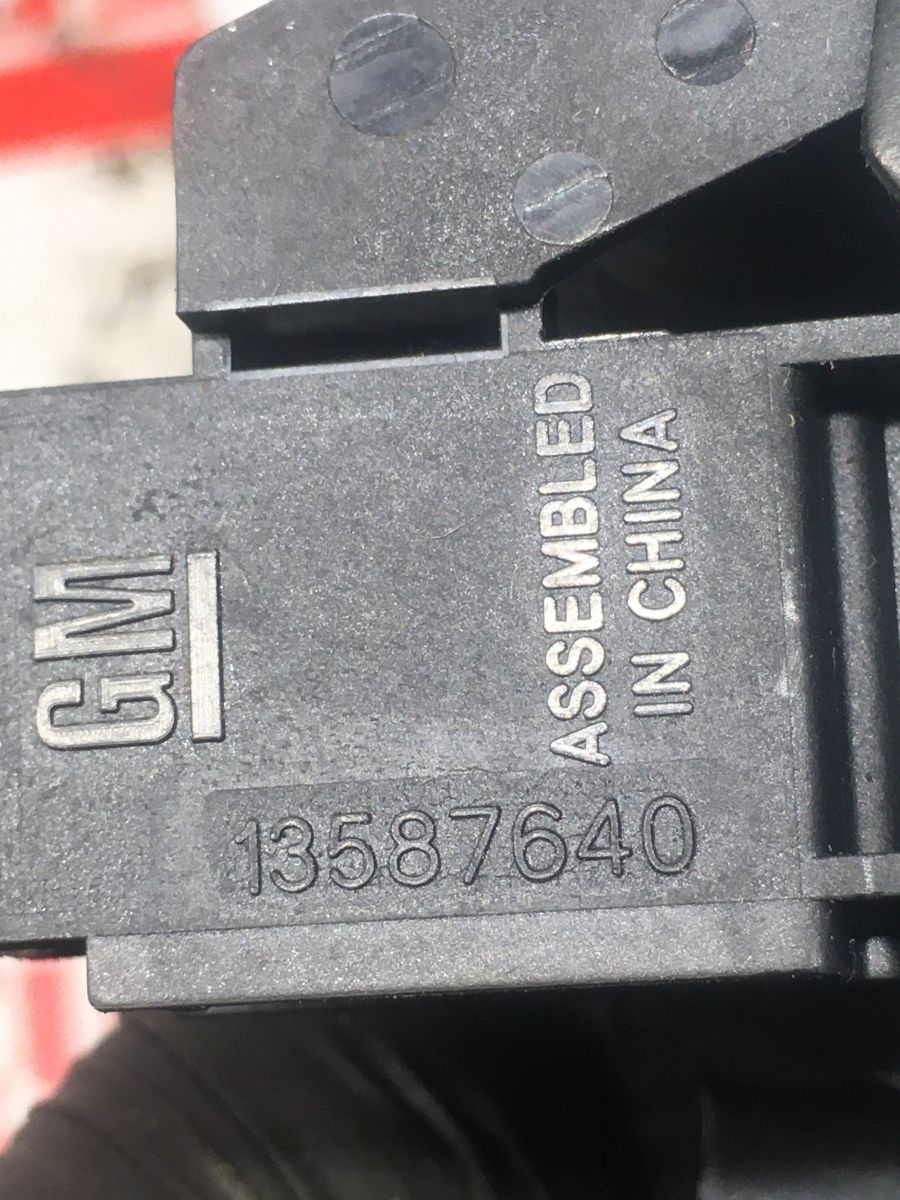 GM
ASSEMBLED
IN CHINA
13587640